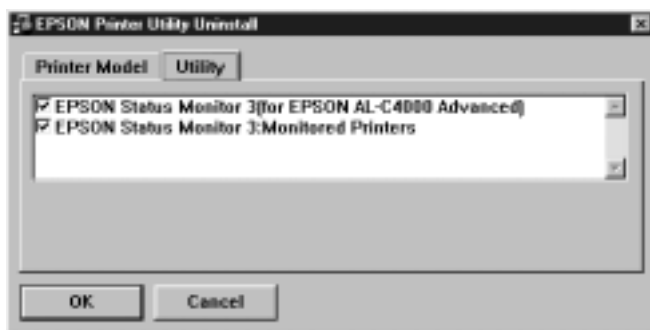 EPSON Printer Utility Uninstall
Printer Model Utility
EPSON Status Monitor 3(for EPSON AL-C4000 Advanced)
EPSON Status Monitor 3:Monitored Printers
OK Cancel